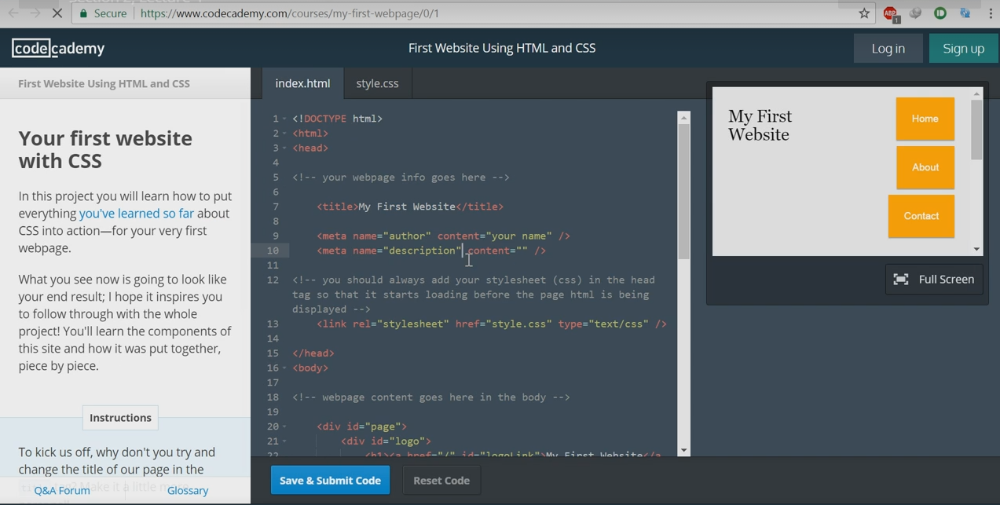 Secure https://www.codecademy.com/courses/my-first-webpage/0/1
ABP
1
codecademy
First Website Using HTML and CSS
Log in
Sign up
First Website Using HTML and CSS
Your first website
with CSS
In this project you will learn how to put
everything you've learned so far about
CSS into action—for your very first
webpage.
What you see now is going to look like
your end result; I hope it inspires you
to follow through with the whole
project! You'll learn the components of
this site and how it was put together,
piece by piece.
Instructions
To kick us off, why don't you try and
change the title of our page in the
Q&A Forum
Glossary
index.html
style.css
1 <!DOCTYPE html>
2 <html>
3 <head>
4
5 <!-- your webpage info goes here -->
6
7 <title>My First Website</title>
8
9 <meta name="author" content="your name" />
10 <meta name="description" content="" />
11
12 <!-- you should always add your stylesheet (css) in the head
tag so that it starts loading before the page html is being
displayed -->
13 <link rel="stylesheet" href="style.css" type="text/css" />
14
15 </head>
16 <body>
17
18 <!-- webpage content goes here in the body -->
19
20 <div id="page">
21 <div id="logo">
22 <h1><a href="/" id="logoLink">My First Website</a
Save & Submit Code
Reset Code
My First
Website
Home
About
Contact
Full Screen